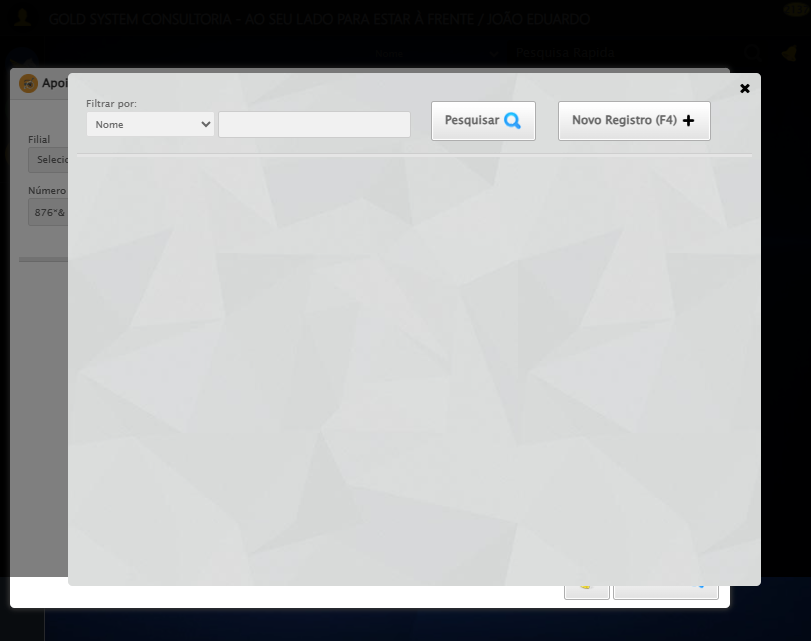 GOLD SYSTEM CONSULTORIA - AO SEU LADO PARA ESTAR À FRENTE / JOÃO EDUARDO
Pesquisa Rápida
Apoi
Filtrar por:
Nome
Pesquisar
Novo Registro (F4)
Filial
Selecio
Número
876"&